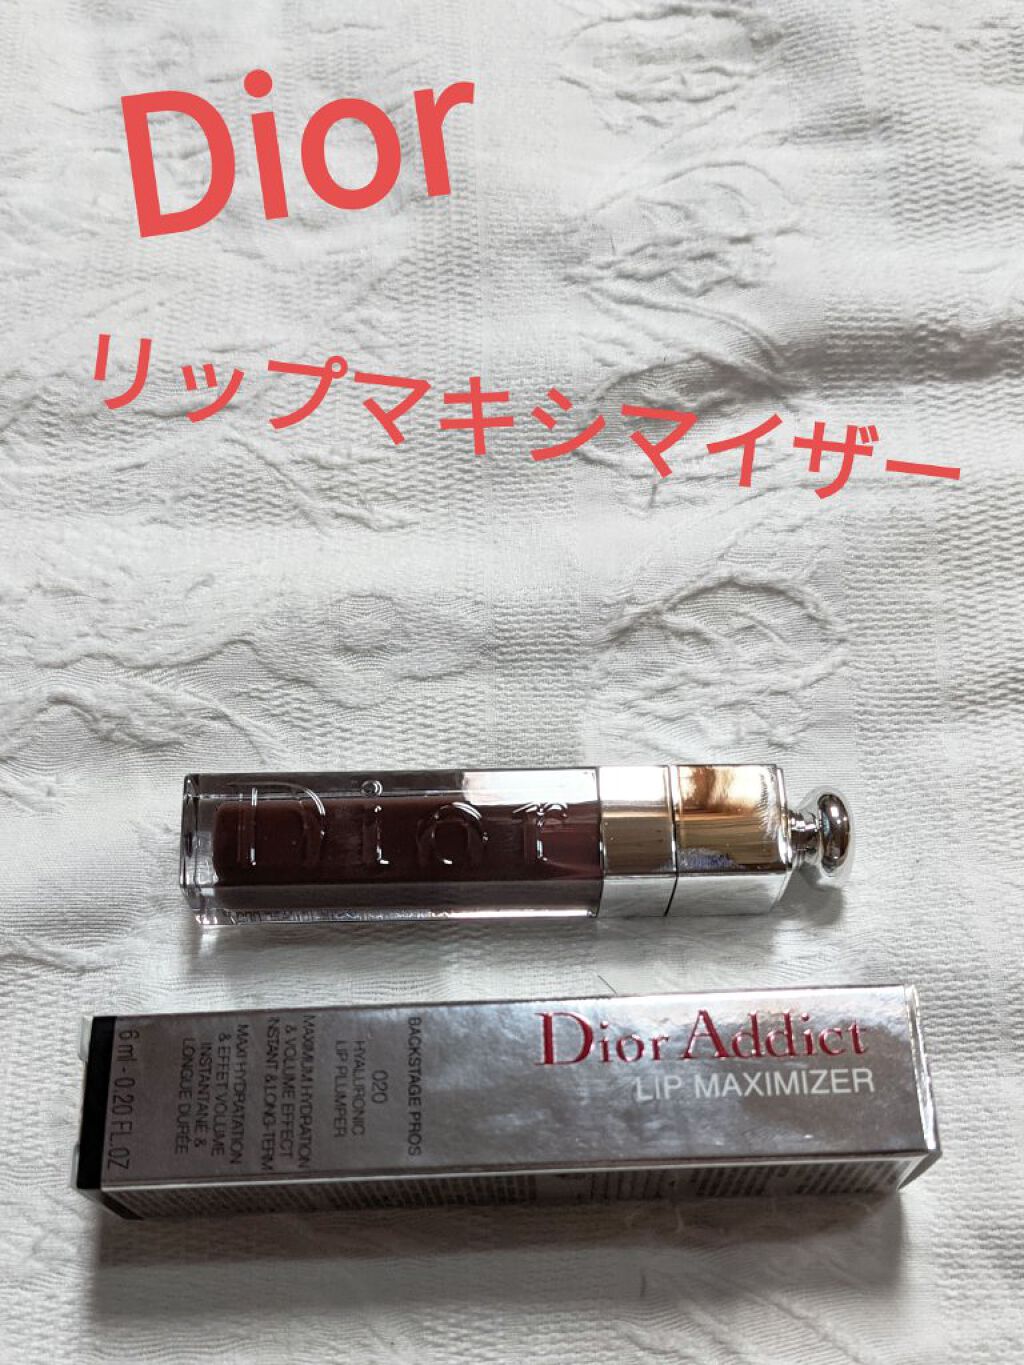 Dior
リップマキシマイザー
Dior
Dior Addict
LIP MAXIMIZER
BACKSTAGE PROS
020
HYALURONIC
LIP PLUMPER
MAXIMUM HYDRATION
& VOLUME EFFECT
INSTANT & LONG-TERM
MAXI HYDRATATION
& EFFET VOLUME
INSTANTANÉ &
LONGUE DURÉE
6 ml - 0.20 FL.OZ